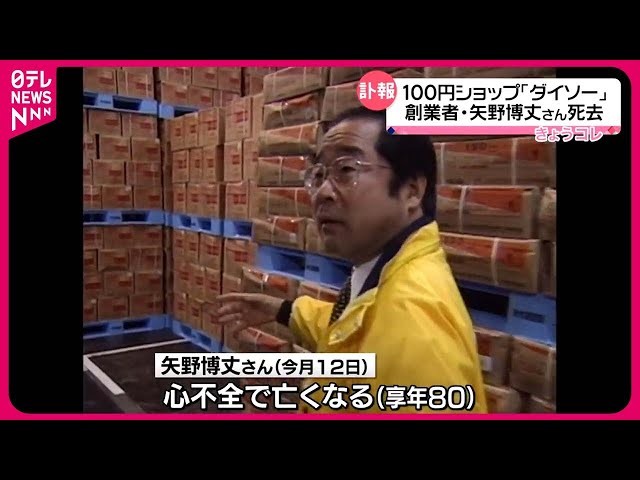 日テレ
NEWS
NNN
訃報
100円ショップ「ダイソー」
創業者・矢野博丈さん死去
きょうコレ
矢野博丈さん(今月12日)
心不全で亡くなる(享年80)